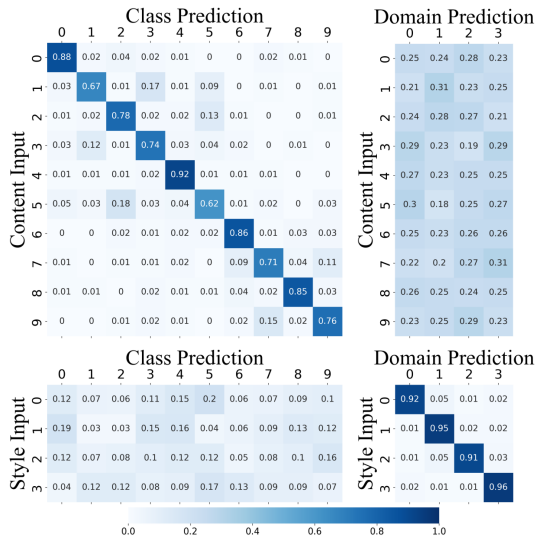 Class Prediction Domain Prediction
0 1 2 3 4 5 6 7 8 9 0 1 2 3
Content Input
0 0.88 0.02 0.04 0.02 0.01 0 0 0.02 0.01 0 0 0.25 0.24 0.28 0.23
1 0.03 0.67 0.01 0.17 0.01 0.09 0 0.01 0 0.01 1 0.21 0.31 0.23 0.25
2 0.01 0.02 0.78 0.02 0.01 0.13 0.01 0.01 0 0.01 2 0.24 0.28 0.27 0.21
3 0.03 0.12 0.01 0.74 0.03 0.04 0.02 0 0.01 0.01 3 0.29 0.23 0.19 0.29
4 0.01 0.01 0.01 0.02 0.92 0.01 0.01 0.01 0 0.01 4 0.27 0.23 0.25 0.25
5 0.05 0.03 0.18 0.03 0.04 0.62 0.02 0.01 0 0.03 5 0.3 0.18 0.25 0.27
6 0 0 0.02 0.01 0.02 0 0.86 0.01 0.03 0.03 6 0.25 0.23 0.26 0.26
7 0.01 0 0.01 0.01 0.01 0 0.09 0.71 0.04 0.11 7 0.22 0.2 0.27 0.31
8 0.01 0.01 0 0.02 0.01 0.01 0.04 0.02 0.85 0.03 8 0.26 0.25 0.24 0.25
9 0 0 0.01 0.02 0.01 0.01 0.02 0.15 0.02 0.76 9 0.23 0.25 0.29 0.23
Class Prediction Domain Prediction
0 1 2 3 4 5 6 7 8 9 0 1 2 3
Style Input Style Input
0 0.12 0.07 0.06 0.11 0.15 0.2 0.06 0.07 0.09 0.1 0 0.92 0.05 0.01 0.02
1 0.19 0.03 0.03 0.15 0.16 0.04 0.06 0.09 0.13 0.12 1 0.01 0.95 0.02 0.02
2 0.12 0.07 0.08 0.1 0.12 0.12 0.05 0.08 0.1 0.16 2 0.01 0.05 0.91 0.03
3 0.04 0.12 0.12 0.08 0.09 0.17 0.13 0.09 0.09 0.07 3 0.02 0.01 0.01 0.96
0.0 0.2 0.4 0.6 0.8 1.0
Content Input